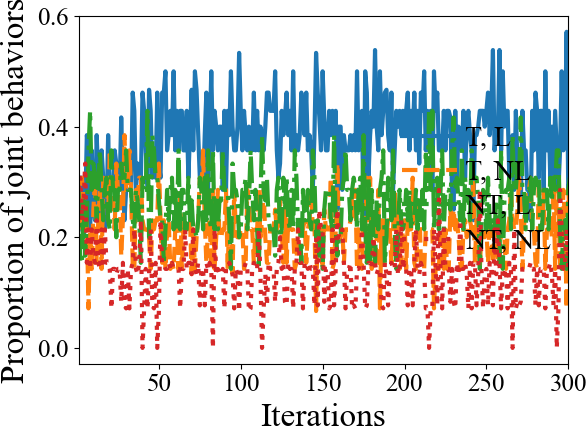 Proportion of joint behaviors
0.6
0.4
0.2
0.0
T, L
T, NL
NT, L
NT, NL
50
100
150
200
250
300
Iterations